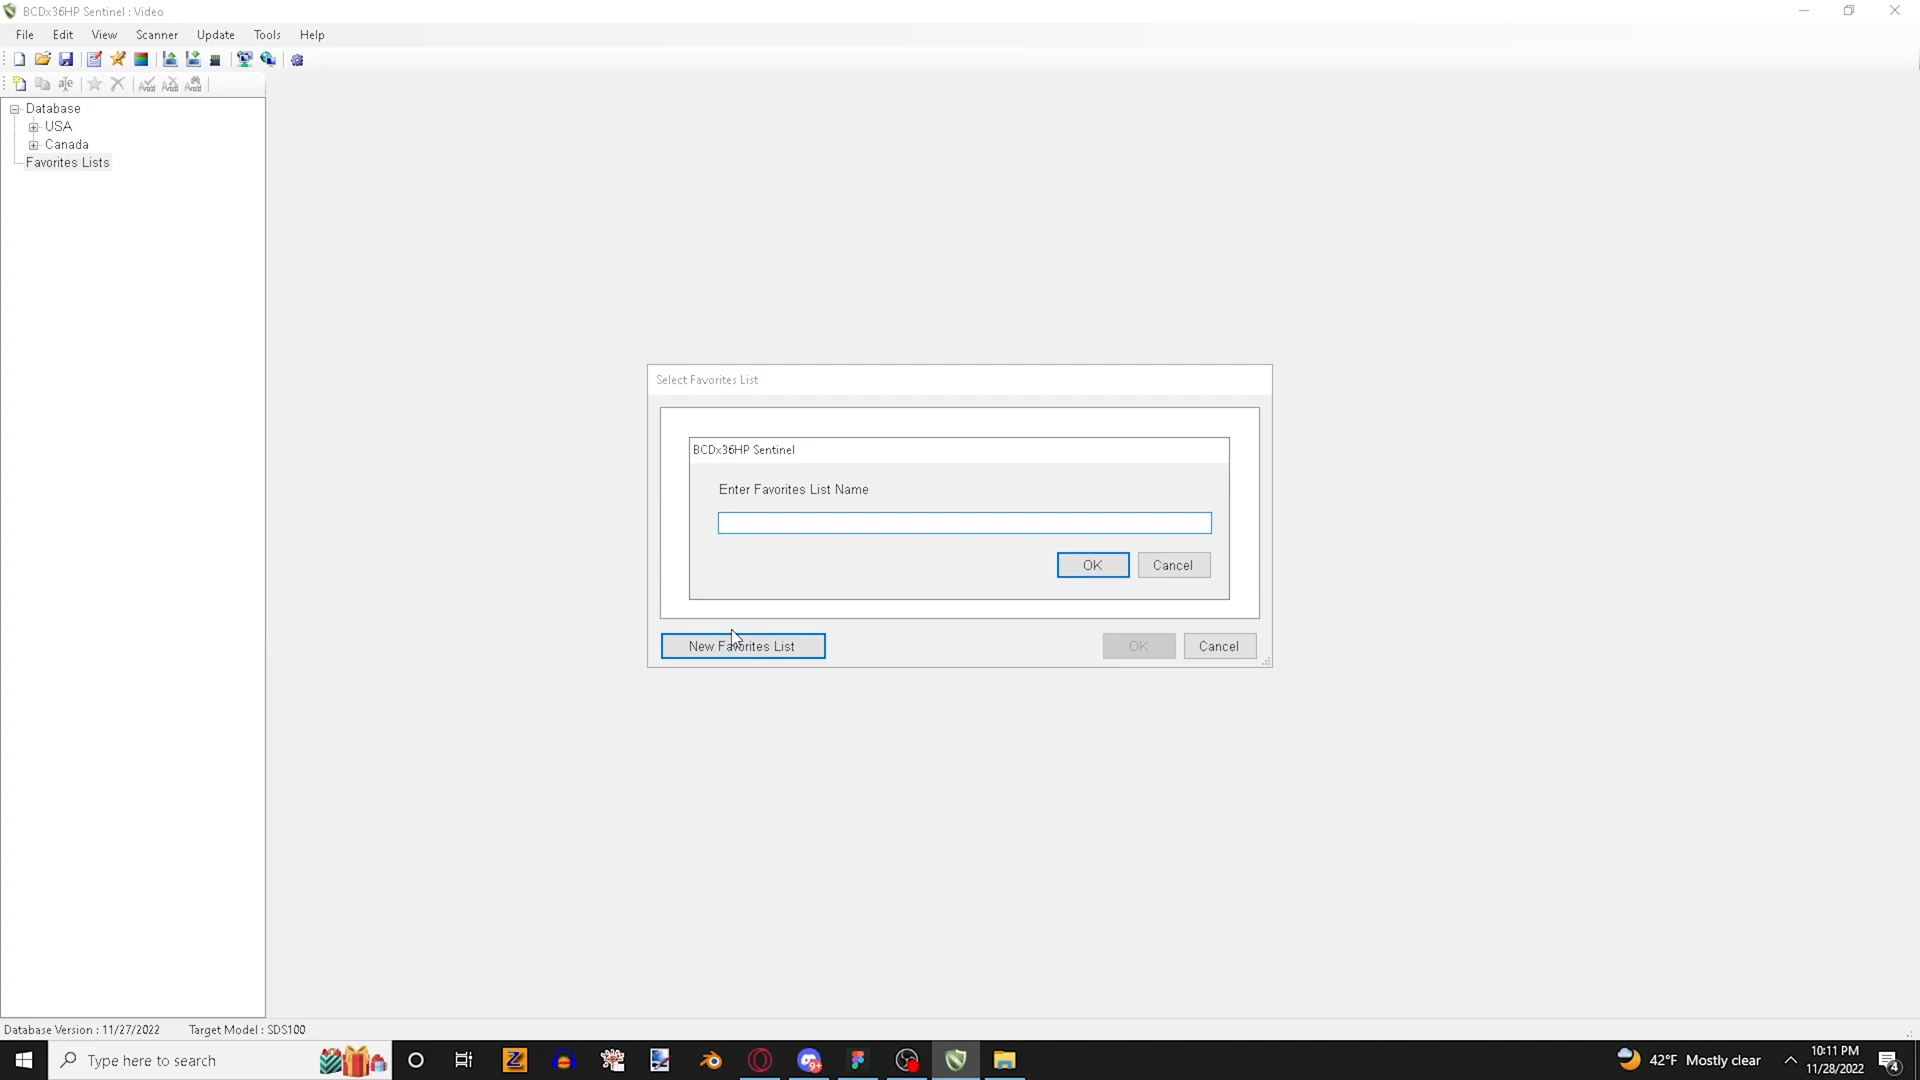 BCDx36HP Sentinel : Video
File Edit View Scanner Update Tools Help
Database
USA
Canada
Favorites Lists
Select Favorites List
BCDx36HP Sentinel
Enter Favorites List Name
OK Cancel
New Favorites List OK Cancel
Database Version : 11/27/2022 Target Model : SDS100
Type here to search
9+
42°F Mostly clear
10:11 PM
11/28/2022
4